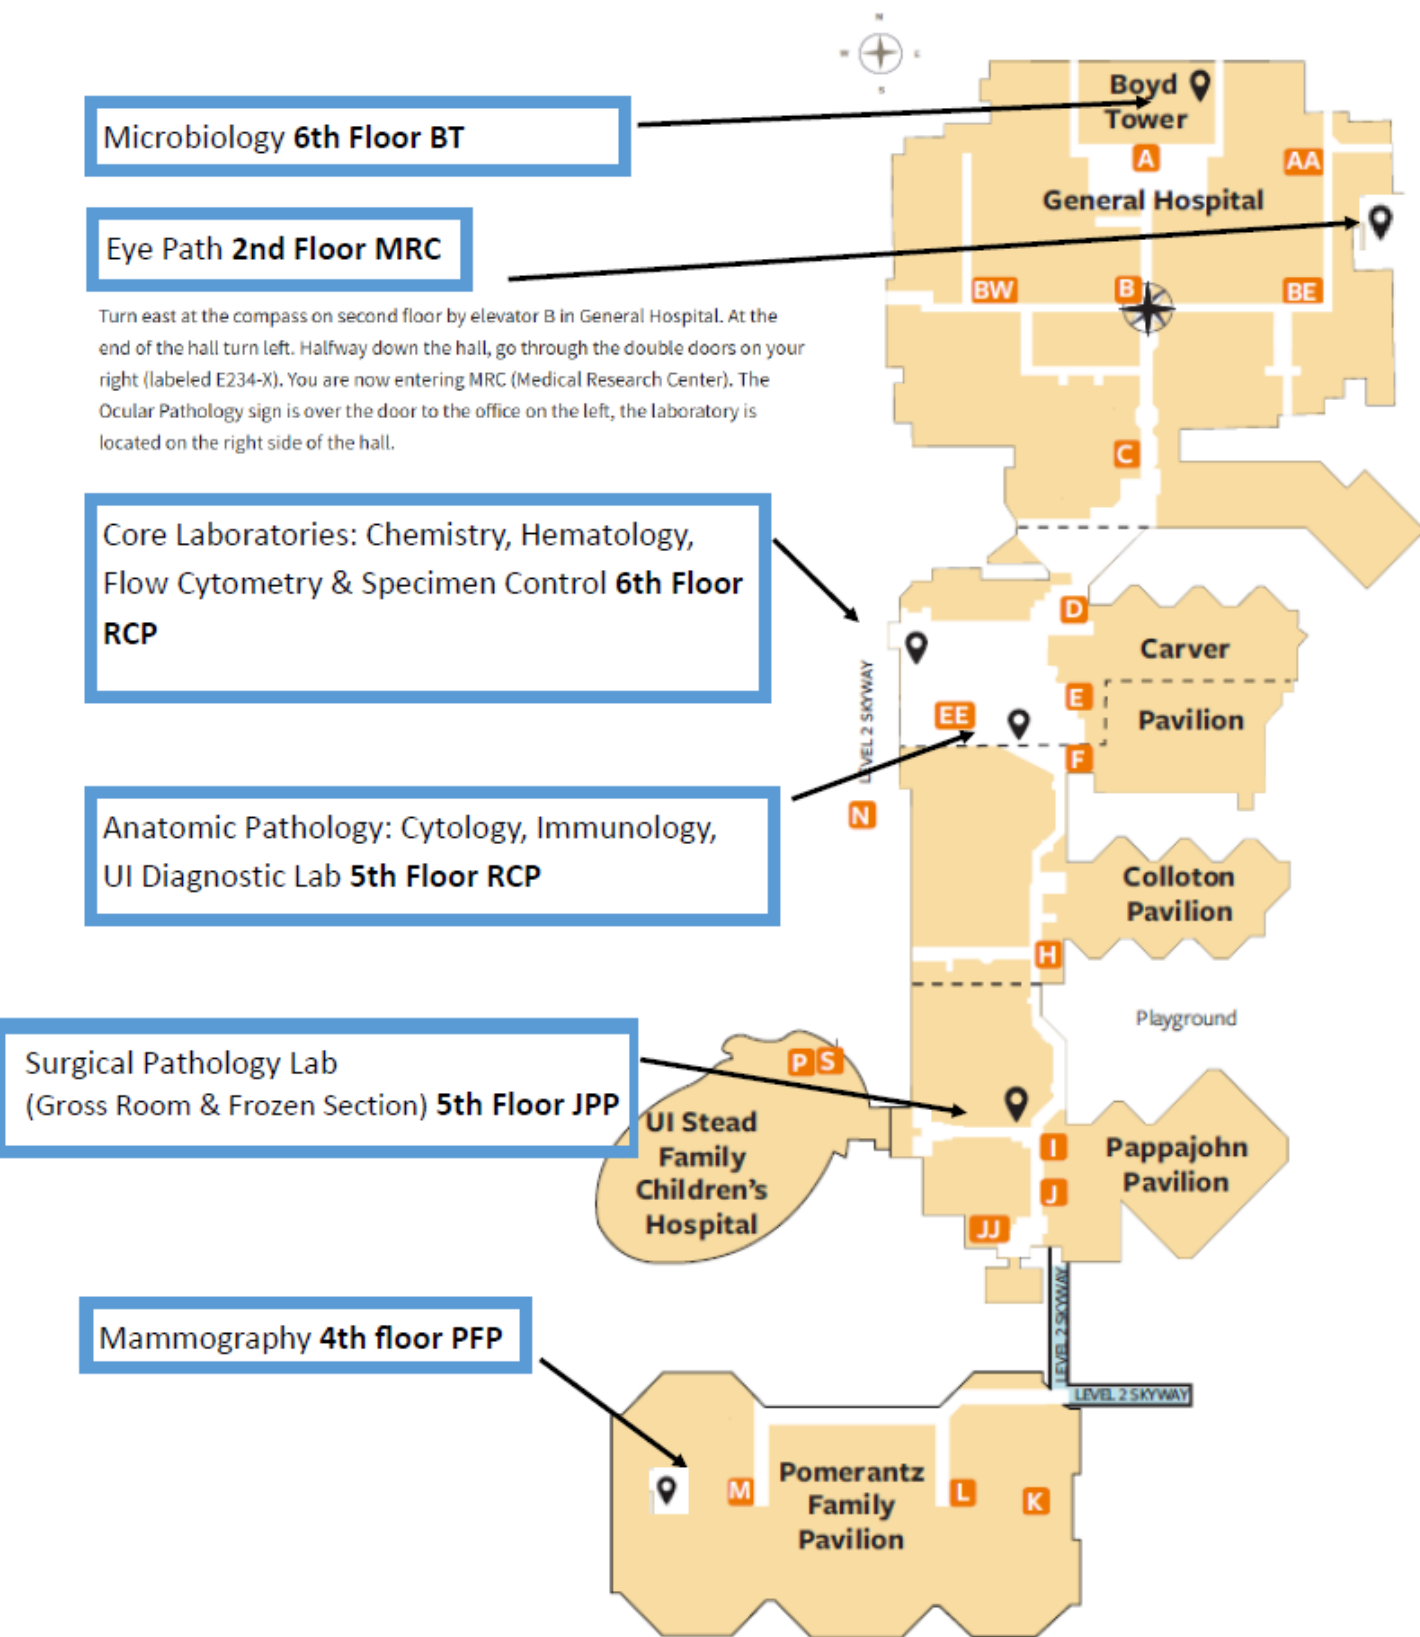 N
W
E
S
Boyd
Tower
A
AA
General Hospital
BW
B
BE
C
Microbiology 6th Floor BT
Eye Path 2nd Floor MRC
Turn east at the compass on second floor by elevator B in General Hospital. At the
end of the hall turn left. Halfway down the hall, go through the double doors on your
right (labeled E234-X). You are now entering MRC (Medical Research Center). The
Ocular Pathology sign is over the door to the office on the left, the laboratory is
located on the right side of the hall.
Core Laboratories: Chemistry, Hematology,
Flow Cytometry & Specimen Control 6th Floor
RCP
D
Carver
Pavilion
E
EE
F
LEVEL 2 SKYWAY
N
Anatomic Pathology: Cytology, Immunology,
UI Diagnostic Lab 5th Floor RCP
Colloton
Pavilion
H
Playground
Surgical Pathology Lab
(Gross Room & Frozen Section) 5th Floor JPP
P S
UI Stead
Family
Children's
Hospital
I
J
JJ
Pappajohn
Pavilion
LEVEL 2 SKYWAY
LEVEL 2 SKYWAY
Mammography 4th floor PFP
M
Pomerantz
Family
Pavilion
L
K